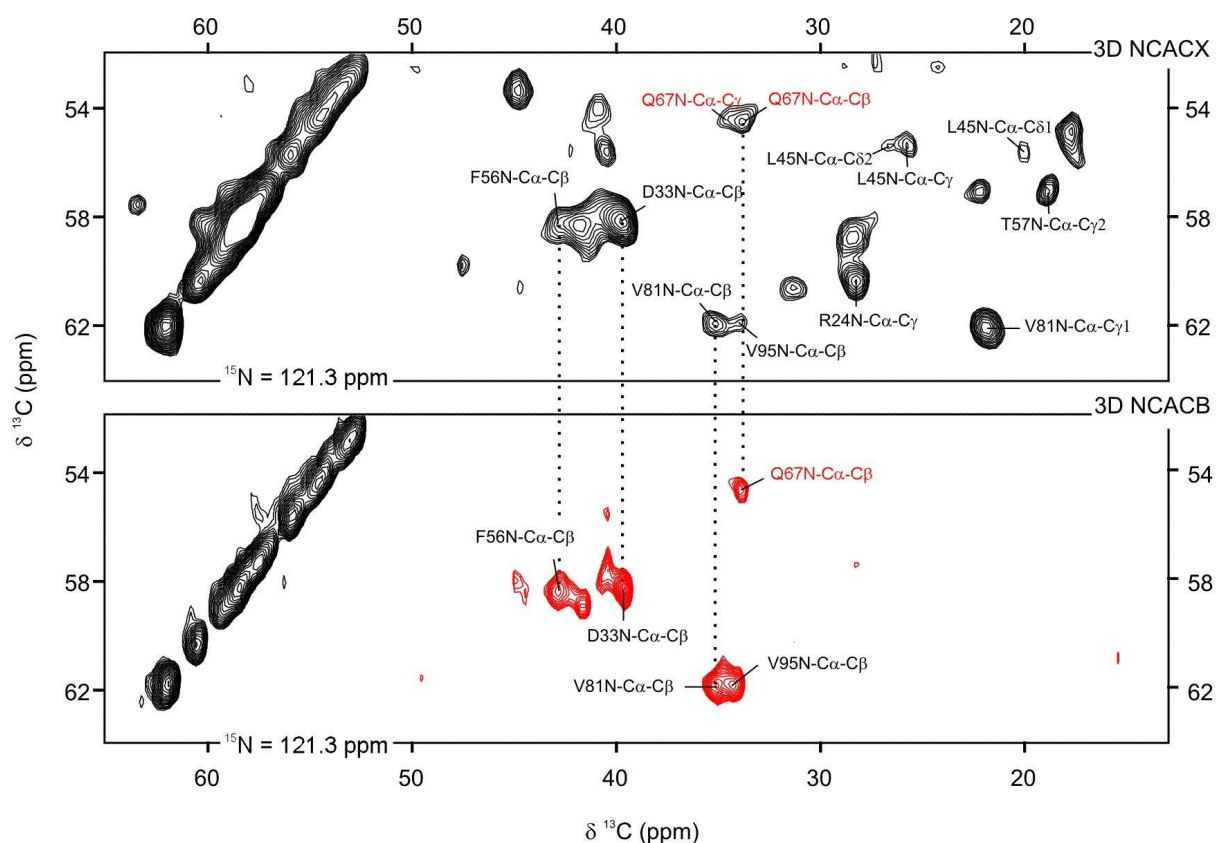 60 50 40 30 20
3D NCACX
54 54
Q67N-Cα-Cγ Q67N-Cα-Cβ
L45N-Cα-Cδ1
L45N-Cα-Cδ2
F56N-Cα-Cβ D33N-Cα-Cβ L45N-Cα-Cγ
58 58
T57N-Cα-Cγ2
V81N-Cα-Cβ
R24N-Cα-Cγ
62 V81N-Cα-Cγ1 62
V95N-Cα-Cβ
¹⁵N = 121.3 ppm
δ ¹³C (ppm)
3D NCACB
54 Q67N-Cα-Cβ 54
F56N-Cα-Cβ
58 58
D33N-Cα-Cβ
V95N-Cα-Cβ
62 V81N-Cα-Cβ 62
¹⁵N = 121.3 ppm
60 50 40 30 20
δ ¹³C (ppm)